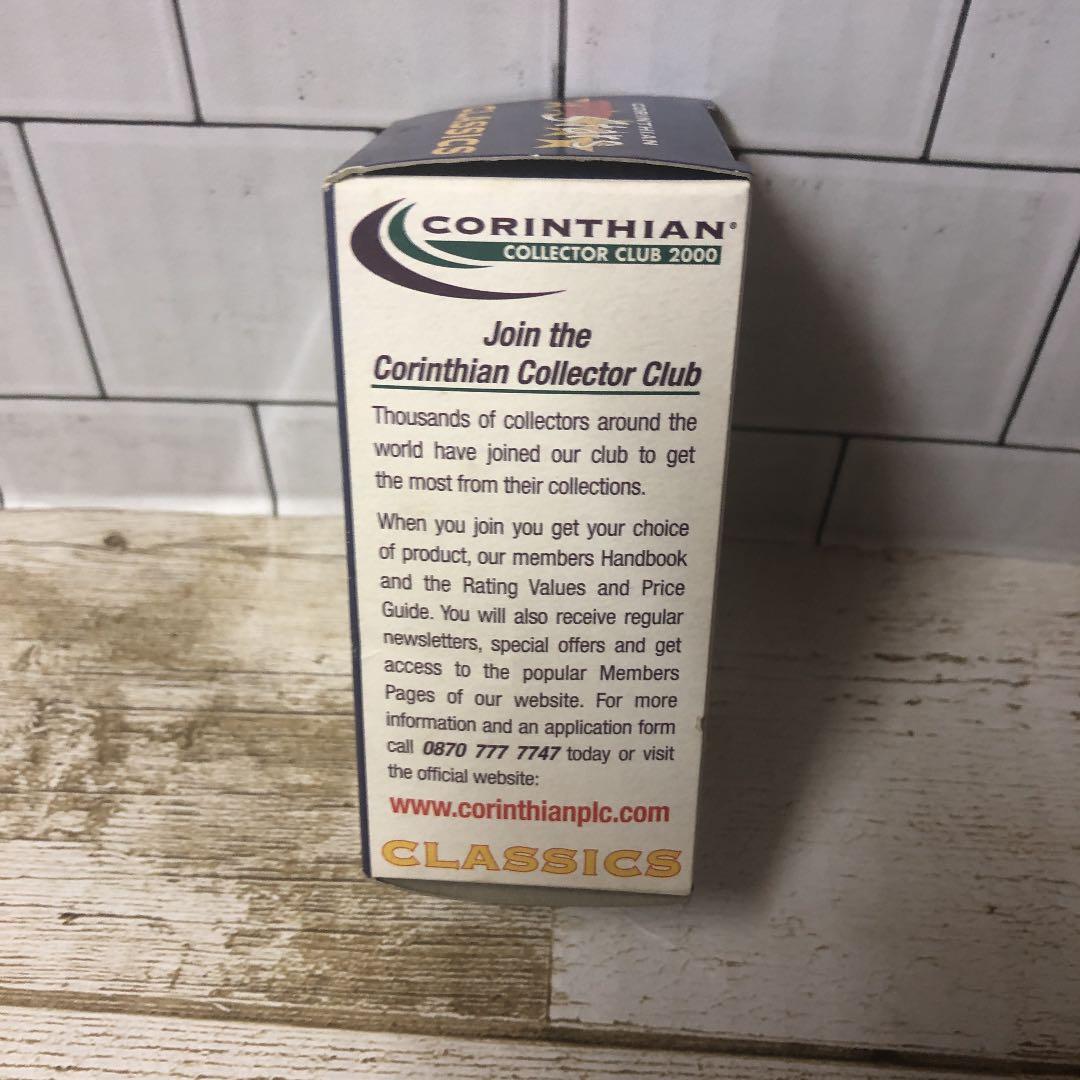 CLASSICS
CORINTHIAN
CORINTHIAN®
COLLECTOR CLUB 2000
Join the
Corinthian Collector Club
Thousands of collectors around the
world have joined our club to get
the most from their collections.
When you join you get your choice
of product, our members Handbook
and the Rating Values and Price
Guide. You will also receive regular
newsletters, special offers and get
access to the popular Members
Pages of our website. For more
information and an application form
call 0870 777 7747 today or visit
the official website:
www.corinthianplc.com
CLASSICS